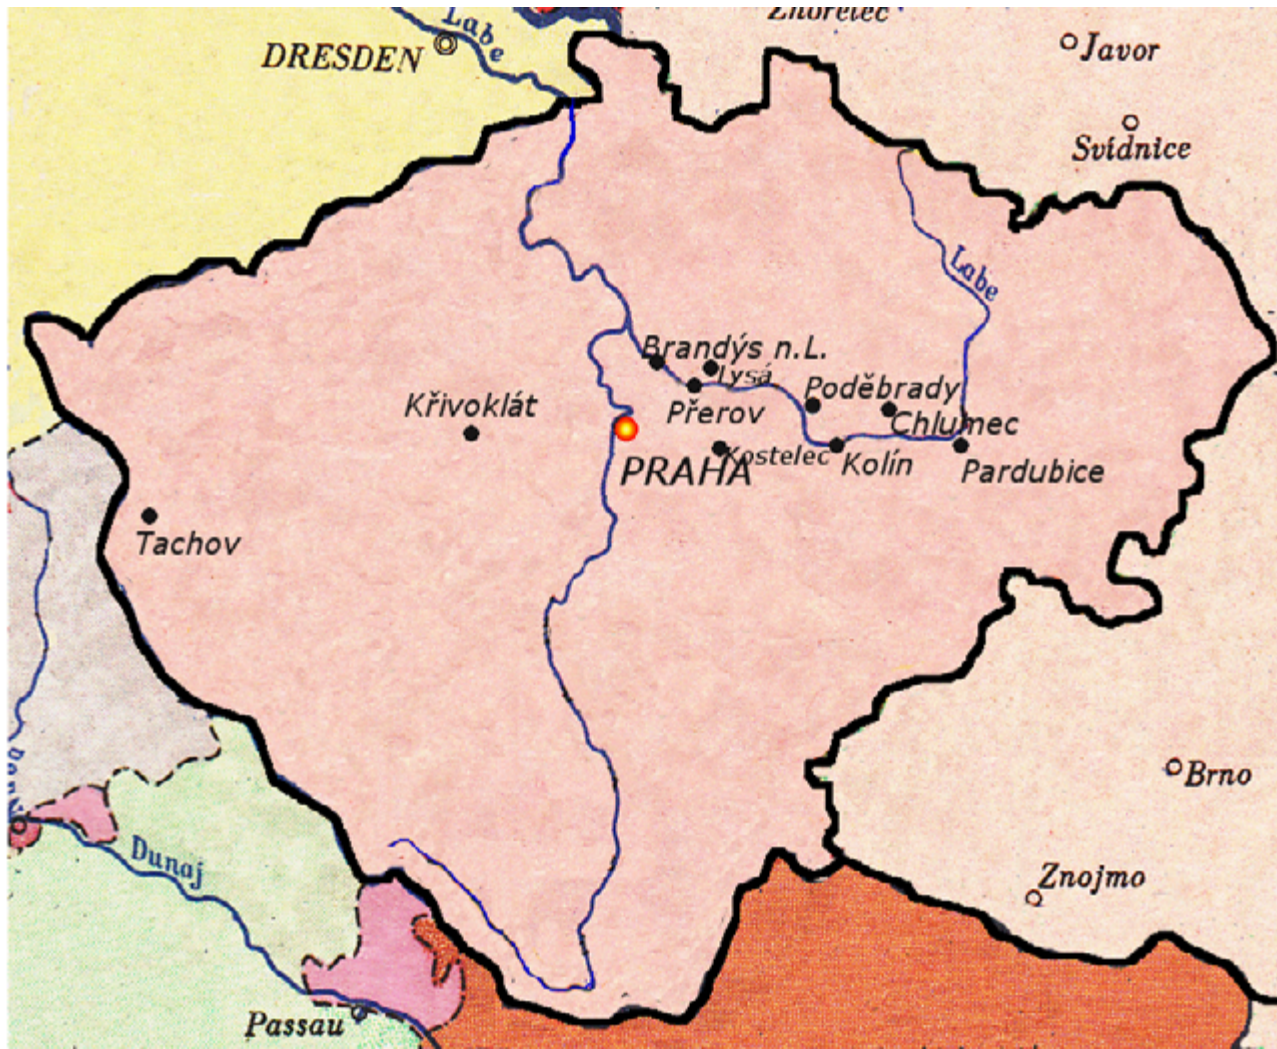 Žhořelec
Labe
DRESDEN
Javor
Svídnice
Labe
Brandýs n.L.
Lysá
Poděbrady
Křivoklát
Přerov
Chlumec
Kostelec
Kolín
PRAHA
Pardubice
Tachov
Brno
Dunaj
Znojmo
Passau